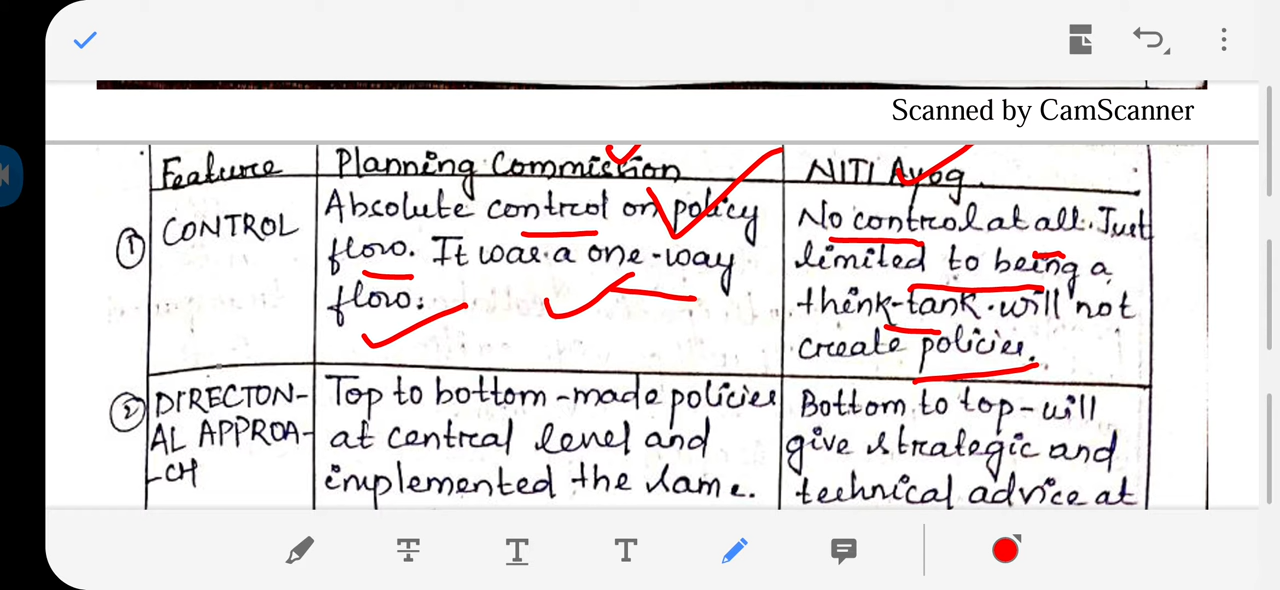 Scanned by CamScanner
Feature
Planning Commission
NITI Ayog.
① CONTROL
Absolute control on policy
flow. It was a one-way
flow.
No control at all. Just
limited to being a
think-tank. will not
create policies.
② DIRECTON-
AL APPROA-
-CH
Top to bottom-made policies
at central level and
implemented the same.
Bottom to top-will
give strategic and
technical advice at